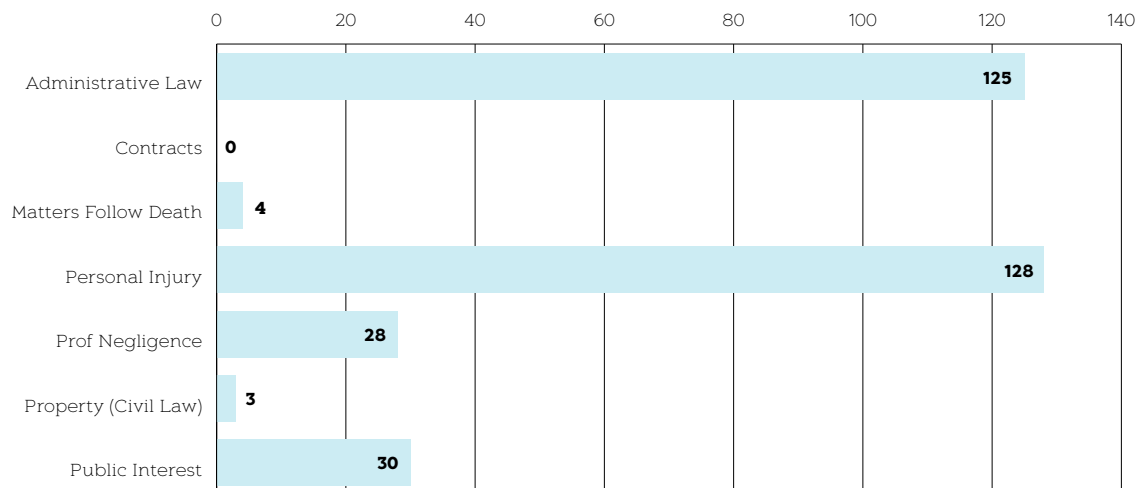 0 20 40 60 80 100 120 140
Administrative Law 125
Contracts 0
Matters Follow Death 4
Personal Injury 128
Prof Negligence 28
Property (Civil Law) 3
Public Interest 30